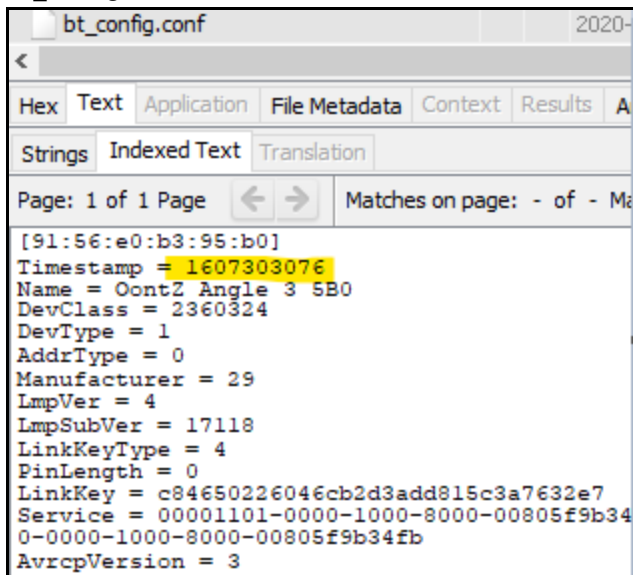 bt_config.conf 2020-
Hex Text Application File Metadata Context Results
Strings Indexed Text Translation
Page: 1 of 1 Page Matches on page: - of -
[91:56:e0:b3:95:b0]
Timestamp = 1607303076
Name = OontZ Angle 3 5B0
DevClass = 2360324
DevType = 1
AddrType = 0
Manufacturer = 29
LmpVer = 4
LmpSubVer = 17118
LinkKeyType = 4
PinLength = 0
LinkKey = c84650226046cb2d3add815c3a7632e7
Service = 00001101-0000-1000-8000-00805f9b34
0-0000-1000-8000-00805f9b34fb
AvrcpVersion = 3